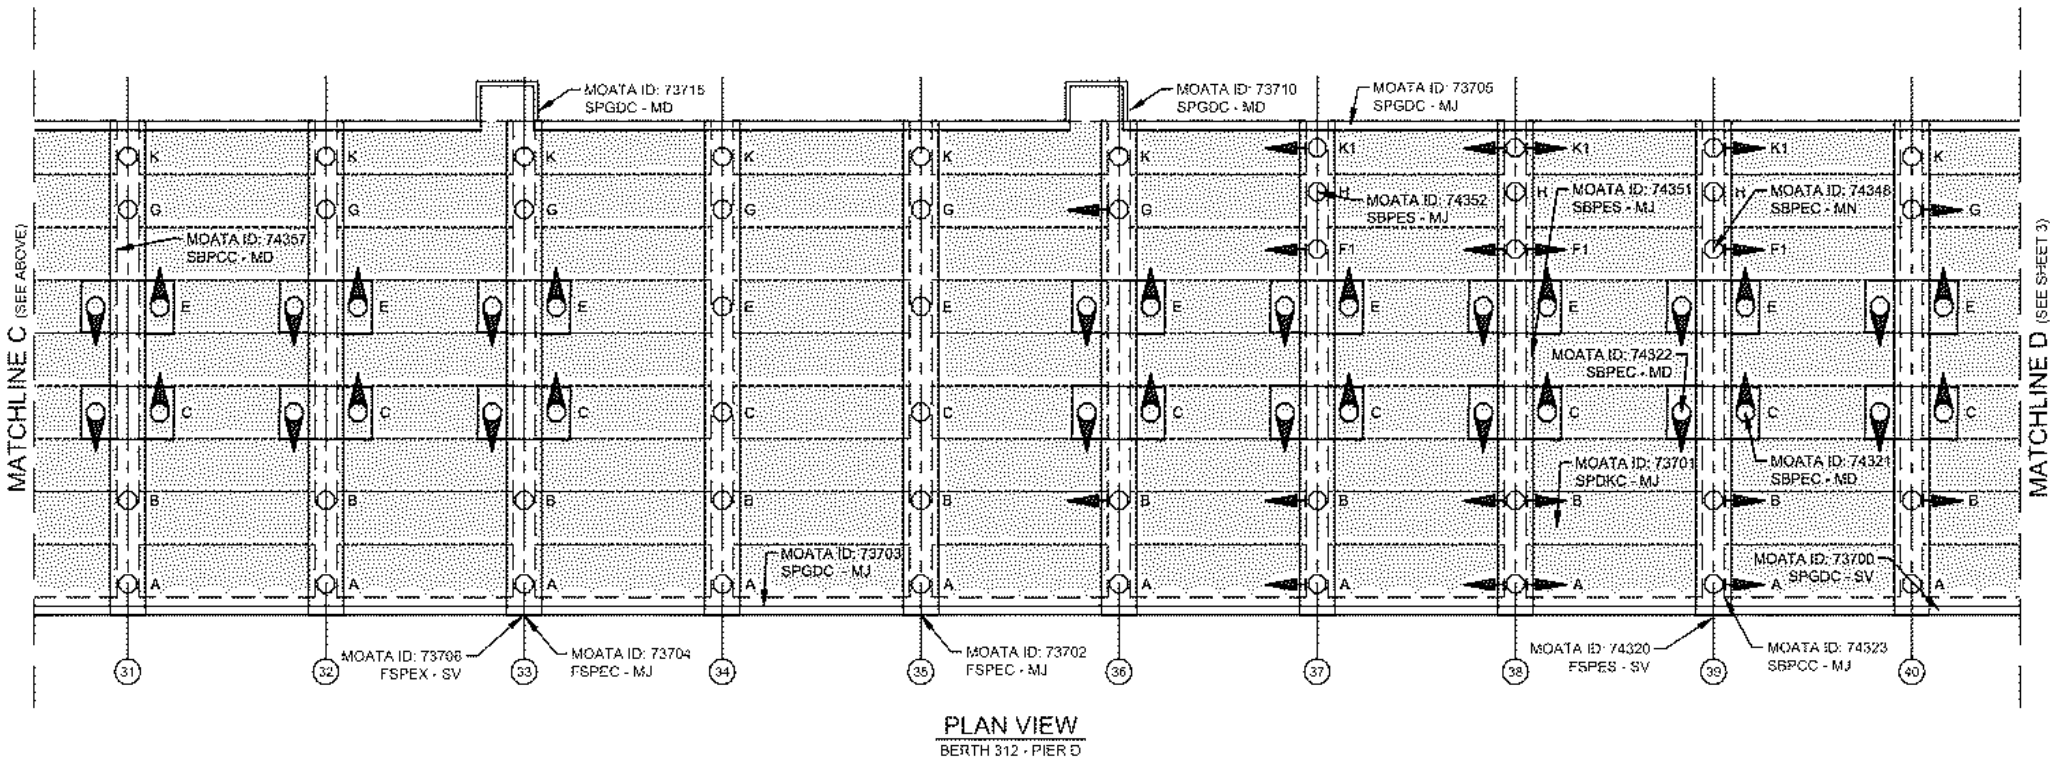 MOATA ID: 73715
SPGDC - MD
MOATA ID: 73710
SPGDC - MD
MOATA ID: 73705
SPGDC - MJ
K
K
K
K
K
K
K1
K1
K1
K
H
H
H
MOATA ID: 74352
SBPES - MJ
MOATA ID: 74351
SBPES - MJ
MOATA ID: 74348
SBPEC - MN
G
G
G
G
G
G
G
MOATA ID: 74357
SBPCC - MD
F1
F1
F1
E
E
E
E
E
E
E
E
E
E
MATCHLINE C (SEE ABOVE)
MATCHLINE D (SEE SHEET 3)
MOATA ID: 74322
SBPEC - MD
C
C
C
C
C
C
C
C
C
C
MOATA ID: 73701
SPDKC - MJ
MOATA ID: 74321
SBPEC - MD
B
B
B
B
B
B
B
B
B
B
MOATA ID: 73703
SPGDC - MJ
MOATA ID: 73700
SPGDC - SV
A
A
A
A
A
A
A
A
A
A
MOATA ID: 73706
FSPEX - SV
MOATA ID: 73704
FSPEC - MJ
MOATA ID: 73702
FSPEC - MJ
MOATA ID: 74320
FSPES - SV
MOATA ID: 74323
SBPCC - MJ
31
32
33
34
35
36
37
38
39
40
PLAN VIEW
BERTH 312 - PIER D